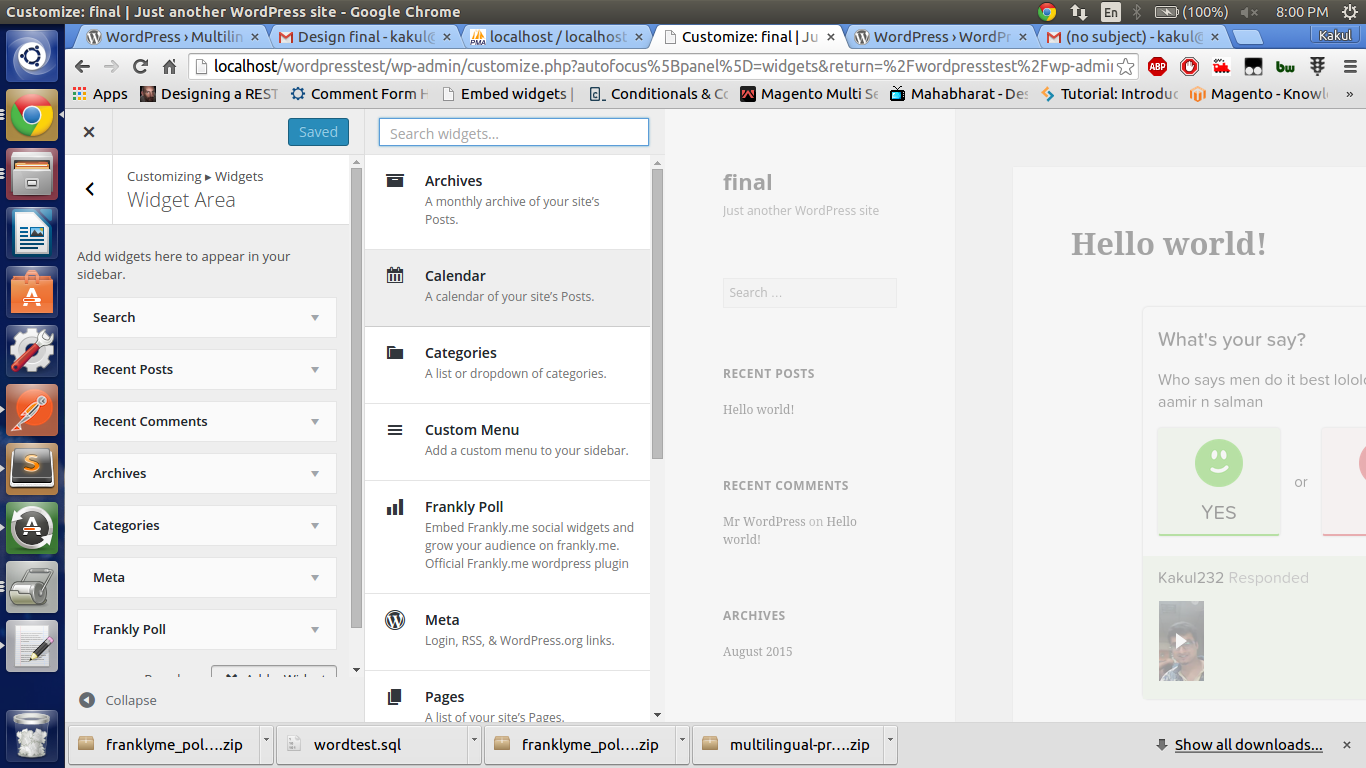 Customize: final | Just another WordPress site - Google Chrome
En
(100%)
8:00 PM
WordPress › Multilin
Design final - kakul@
localhost / localhost
Customize: final | Ju
WordPress › WordPr
(no subject) - kakul@
Kakul
localhost/wordpresstest/wp-admin/customize.php?autofocus%5Bpanel%5D=widgets&return=%2Fwordpresstest%2Fwp-admin
ABP
bw
Apps
Designing a REST
Comment Form H
Embed widgets |
Conditionals & Co
Magento Multi Se
Mahabharat - Des
Tutorial: Introduc
Magento - Knowl
»
Saved
Customizing ▸ Widgets
Widget Area
Add widgets here to appear in your
sidebar.
Search
Recent Posts
Recent Comments
Archives
Categories
Meta
Frankly Poll
Collapse
Search widgets...
Archives
A monthly archive of your site's
Posts.
Calendar
A calendar of your site's Posts.
Categories
A list or dropdown of categories.
Custom Menu
Add a custom menu to your sidebar.
Frankly Poll
Embed Frankly.me social widgets and
grow your audience on frankly.me.
Official Frankly.me wordpress plugin
Meta
Login, RSS, & WordPress.org links.
Pages
A list of your site's Pages.
final
Just another WordPress site
Search …
RECENT POSTS
Hello world!
RECENT COMMENTS
Mr WordPress on Hello
world!
ARCHIVES
August 2015
Hello world!
What's your say?
Who says men do it best lolol
aamir n salman
YES
or
Kakul232 Responded
franklyme_pol....zip
wordtest.sql
franklyme_pol....zip
multilingual-pr....zip
Show all downloads...